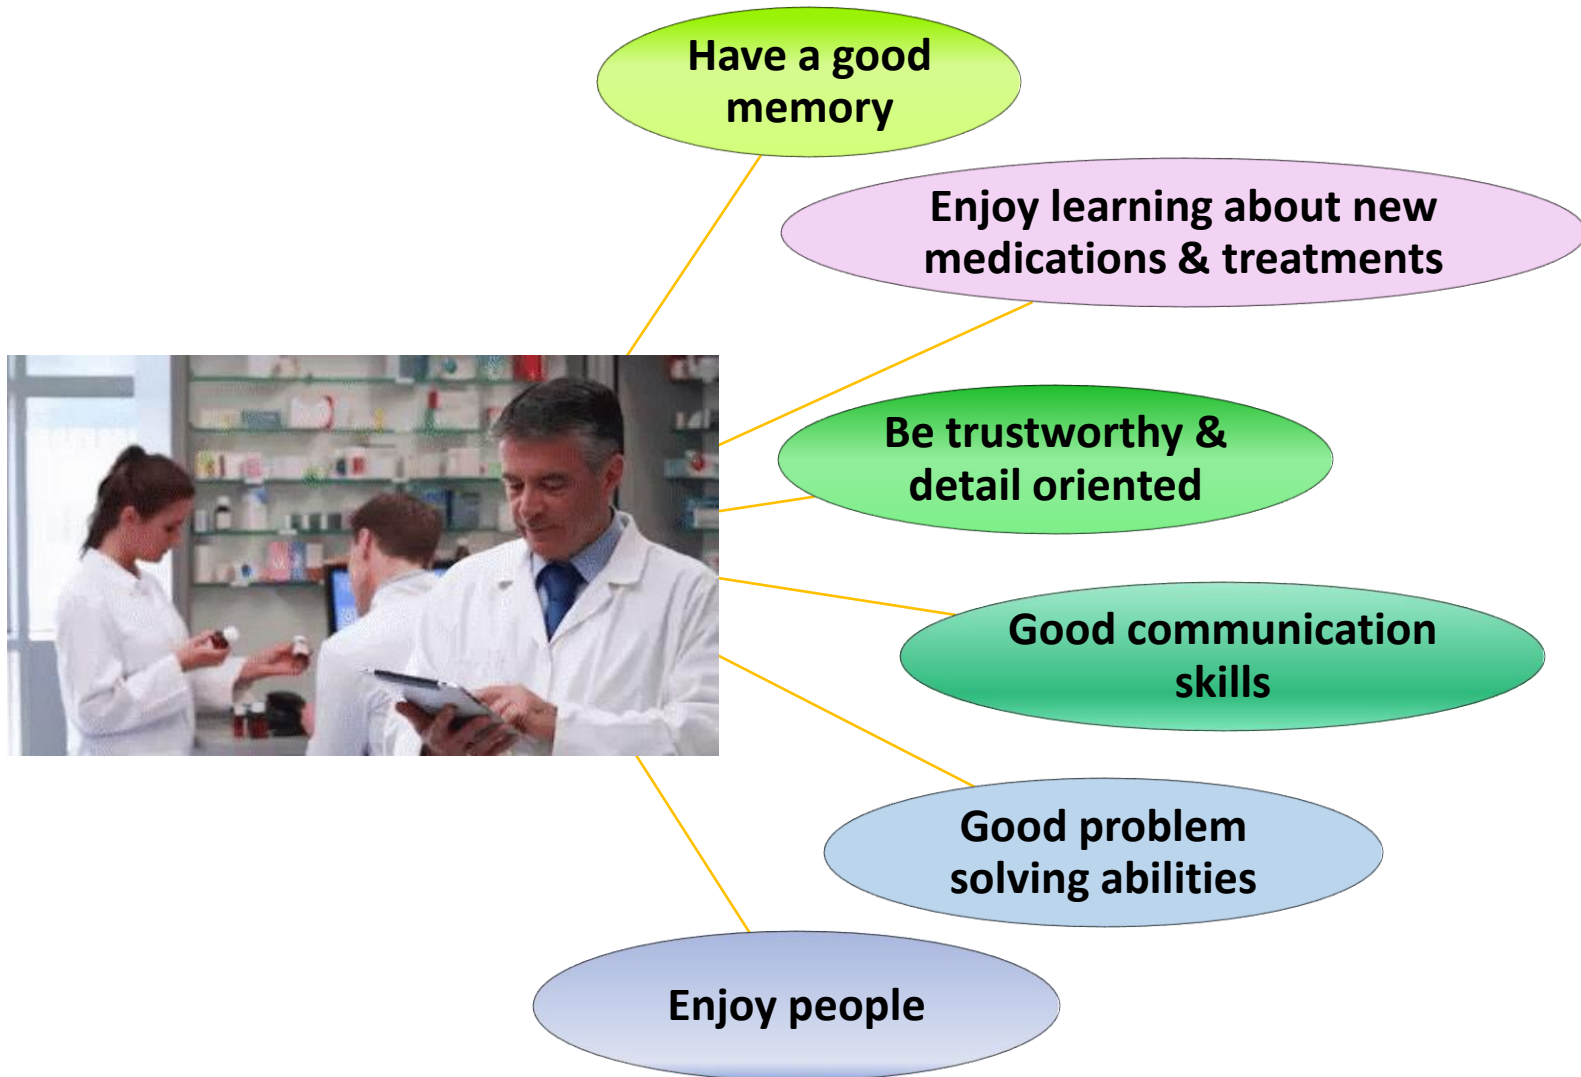 Have a good
memory
Enjoy learning about new
medications & treatments
Be trustworthy &
detail oriented
Good communication
skills
Good problem
solving abilities
Enjoy people